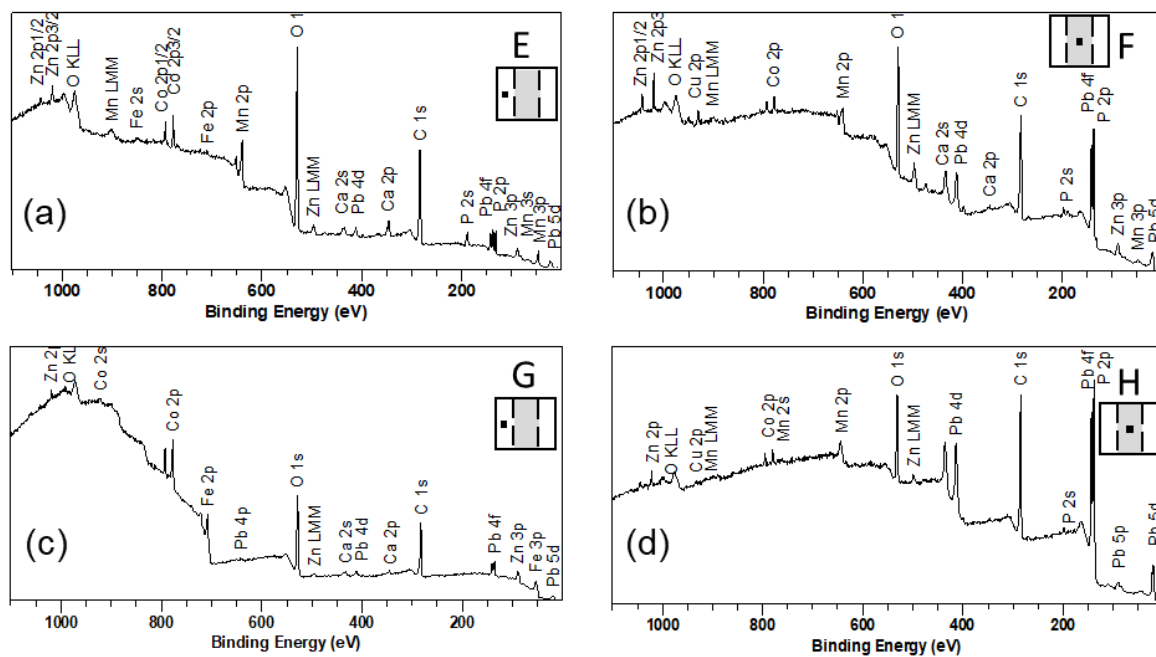 E
Zn 2p1/2
Zn 2p3/2
O KLL
Mn LMM
Fe 2s
Co 2p1/2
Co 2p3/2
Fe 2p
Mn 2p
O 1
Zn LMM
Ca 2s
Pb 4d
Ca 2p
C 1s
P 2s
Pb 4f
P 2p
Zn 3p
Mn 3s
Mn 3p
Pb 5d
(a)
1000 800 600 400 200
Binding Energy (eV)
F
Zn 2p1/2
Zn 2p3
O KLL
Cu 2p
Mn LMM
Co 2p
Mn 2p
O 1
Zn LMM
Ca 2s
Pb 4d
Ca 2p
C 1s
P 2s
Pb 4f
P 2p
Zn 3p
Mn 3p
Pb 5d
(b)
1000 800 600 400 200
Binding Energy (eV)
G
O KL
Co 2s
Co 2p
Fe 2p
Pb 4p
O 1s
Zn LMM
Ca 2s
Pb 4d
Ca 2p
C 1s
Pb 4f
Zn 3p
Fe 3p
Pb 5d
(c)
1000 800 600 400 200
Binding Energy (eV)
H
Zn 2p
O KLL
Cu 2p
Mn LMM
Co 2p
Mn 2s
Mn 2p
O 1s
Zn LMM
Pb 4d
C 1s
P 2s
Pb 4f
P 2p
Pb 5p
Pb 5d
(d)
1000 800 600 400 200
Binding Energy (eV)